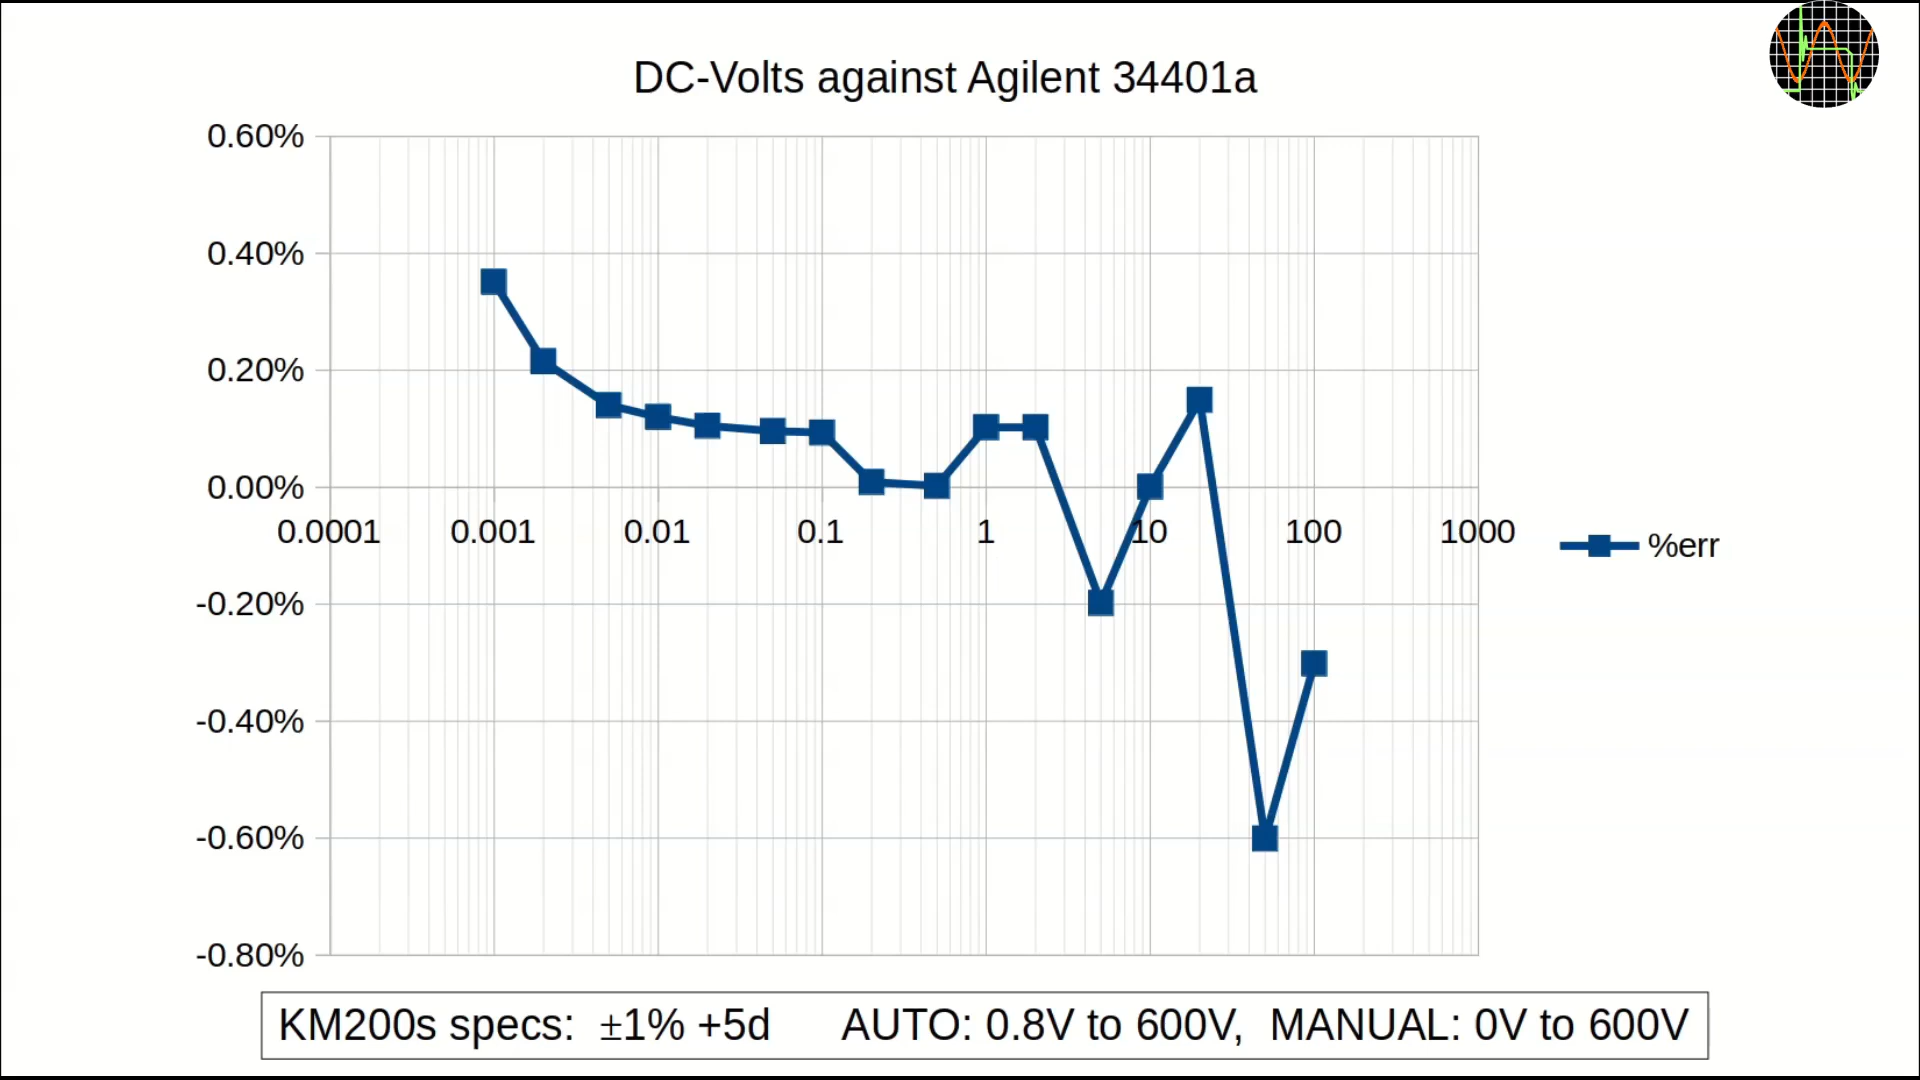 DC-Volts against Agilent 34401a
0.60%
0.40%
0.20%
0.00%
0.0001 0.001 0.01 0.1 1 10 100 1000
%err
-0.20%
-0.40%
-0.60%
-0.80%
KM200s specs: ±1% +5d AUTO: 0.8V to 600V, MANUAL: 0V to 600V